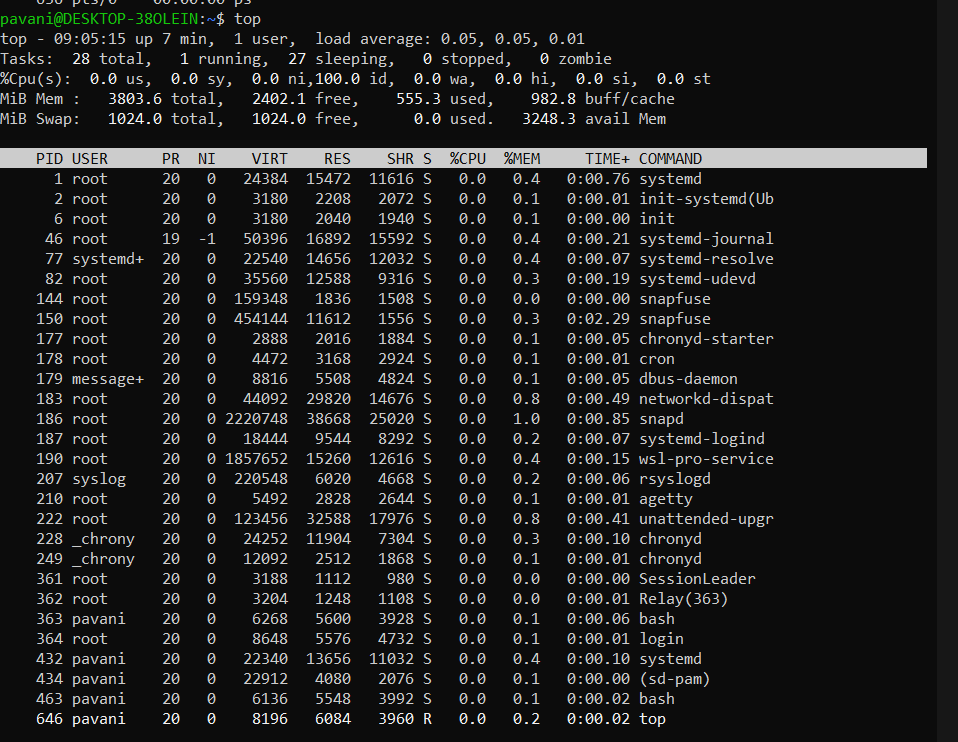 656 pts/0    00:00:00 ps
pavani@DESKTOP-38OLEIN:~$ top
top - 09:05:15 up 7 min,  1 user,  load average: 0.05, 0.05, 0.01
Tasks:  28 total,   1 running,  27 sleeping,   0 stopped,   0 zombie
%Cpu(s):  0.0 us,  0.0 sy,  0.0 ni,100.0 id,  0.0 wa,  0.0 hi,  0.0 si,  0.0 st
MiB Mem :   3803.6 total,   2402.1 free,    555.3 used,    982.8 buff/cache
MiB Swap:   1024.0 total,   1024.0 free,      0.0 used.   3248.3 avail Mem
PID USER      PR  NI    VIRT    RES    SHR S  %CPU  %MEM     TIME+ COMMAND
1 root      20   0   24384  15472  11616 S   0.0   0.4   0:00.76 systemd
2 root      20   0    3180   2208   2072 S   0.0   0.1   0:00.01 init-systemd(Ub
6 root      20   0    3180   2040   1940 S   0.0   0.1   0:00.00 init
46 root      19  -1   50396  16892  15592 S   0.0   0.4   0:00.21 systemd-journal
77 systemd+  20   0   22540  14656  12032 S   0.0   0.4   0:00.07 systemd-resolve
82 root      20   0   35560  12588   9316 S   0.0   0.3   0:00.19 systemd-udevd
144 root      20   0  159348   1836   1508 S   0.0   0.0   0:00.00 snapfuse
150 root      20   0  454144  11612   1556 S   0.0   0.3   0:02.29 snapfuse
177 root      20   0    2888   2016   1884 S   0.0   0.1   0:00.05 chronyd-starter
178 root      20   0    4472   3168   2924 S   0.0   0.1   0:00.01 cron
179 message+  20   0    8816   5508   4824 S   0.0   0.1   0:00.05 dbus-daemon
183 root      20   0   44092  29820  14676 S   0.0   0.8   0:00.49 networkd-dispat
186 root      20   0 2220748  38668  25020 S   0.0   1.0   0:00.85 snapd
187 root      20   0   18444   9544   8292 S   0.0   0.2   0:00.07 systemd-logind
190 root      20   0 1857652  15260  12616 S   0.0   0.4   0:00.15 wsl-pro-service
207 syslog    20   0  220548   6020   4668 S   0.0   0.2   0:00.06 rsyslogd
210 root      20   0    5492   2828   2644 S   0.0   0.1   0:00.01 agetty
222 root      20   0  123456  32588  17976 S   0.0   0.8   0:00.41 unattended-upgr
228 _chrony   20   0   24252  11904   7304 S   0.0   0.3   0:00.10 chronyd
249 _chrony   20   0   12092   2512   1868 S   0.0   0.1   0:00.01 chronyd
361 root      20   0    3188   1112    980 S   0.0   0.0   0:00.00 SessionLeader
362 root      20   0    3204   1248   1108 S   0.0   0.0   0:00.01 Relay(363)
363 pavani    20   0    6268   5600   3928 S   0.0   0.1   0:00.06 bash
364 root      20   0    8648   5576   4732 S   0.0   0.1   0:00.01 login
432 pavani    20   0   22340  13656  11032 S   0.0   0.4   0:00.10 systemd
434 pavani    20   0   22912   4080   2076 S   0.0   0.1   0:00.00 (sd-pam)
463 pavani    20   0    6136   5548   3992 S   0.0   0.1   0:00.02 bash
646 pavani    20   0    8196   6084   3960 R   0.0   0.2   0:00.02 top